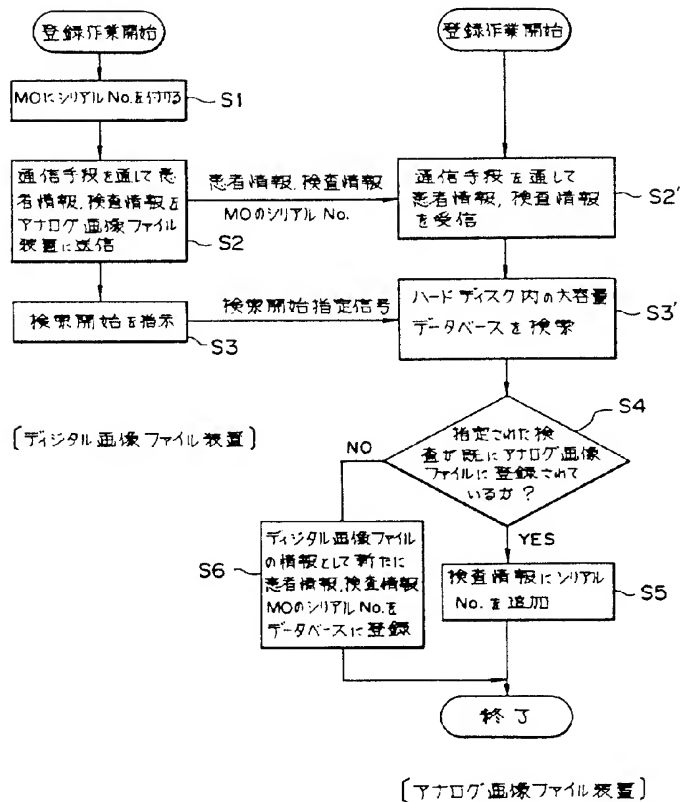 登録作業開始
MOにシリアルNo.を付ける
S1
通信手段を通して患
者情報,検査情報を
アナログ画像ファイル
装置に送信
S2
患者情報,検査情報
MOのシリアルNo.
検索開始を指示
S3
検索開始指定信号
[ディジタル画像ファイル装置]
登録作業開始
通信手段を通して
患者情報,検査情報
を受信
S2'
ハードディスク内の大容量
データベースを検索
S3'
指定された検
査が既にアナログ画像
ファイルに登録されて
いるか?
S4
NO
YES
ディジタル画像ファイル
の情報として新たに
患者情報,検査情報
MOのシリアルNo.を
データベースに登録
S6
検査情報にシリアル
No.を追加
S5
終了
[アナログ画像ファイル装置]